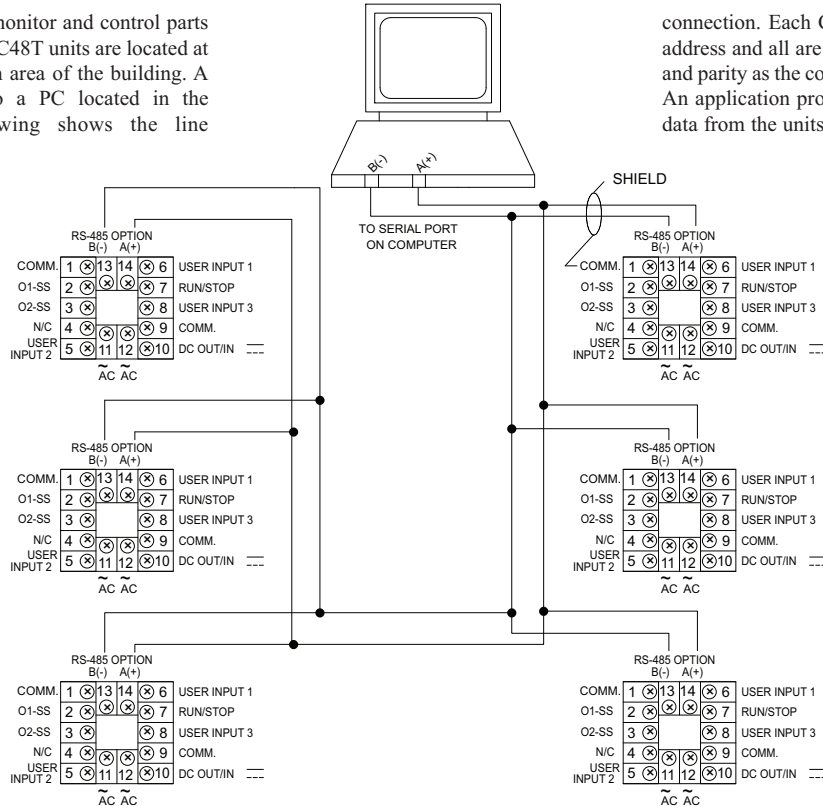 monitor and control parts
C48T units are located at
area of the building. A
a PC located in the
wing shows the line
connection. Each
address and all are
and parity as the
An application
data from the units
B(-) A(+)
TO SERIAL PORT
ON COMPUTER
SHIELD
RS-485 OPTION
B(-) A(+)
COMM. 1 13 14 6 USER INPUT 1
O1-SS 2 7 RUN/STOP
O2-SS 3 8 USER INPUT 3
N/C 4 9 COMM.
USER
INPUT 2 5 11 12 10 DC OUT/IN
AC AC
RS-485 OPTION
B(-) A(+)
COMM. 1 13 14 6 USER INPUT 1
O1-SS 2 7 RUN/STOP
O2-SS 3 8 USER INPUT 3
N/C 4 9 COMM.
USER
INPUT 2 5 11 12 10 DC OUT/IN
AC AC
RS-485 OPTION
B(-) A(+)
COMM. 1 13 14 6 USER INPUT 1
O1-SS 2 7 RUN/STOP
O2-SS 3 8 USER INPUT 3
N/C 4 9 COMM.
USER
INPUT 2 5 11 12 10 DC OUT/IN
AC AC
RS-485 OPTION
B(-) A(+)
COMM. 1 13 14 6 USER INPUT 1
O1-SS 2 7 RUN/STOP
O2-SS 3 8 USER INPUT 3
N/C 4 9 COMM.
USER
INPUT 2 5 11 12 10 DC OUT/IN
AC AC
RS-485 OPTION
B(-) A(+)
COMM. 1 13 14 6 USER INPUT 1
O1-SS 2 7 RUN/STOP
O2-SS 3 8 USER INPUT 3
N/C 4 9 COMM.
USER
INPUT 2 5 11 12 10 DC OUT/IN
AC AC
RS-485 OPTION
B(-) A(+)
COMM. 1 13 14 6 USER INPUT 1
O1-SS 2 7 RUN/STOP
O2-SS 3 8 USER INPUT 3
N/C 4 9 COMM.
USER
INPUT 2 5 11 12 10 DC OUT/IN
AC AC